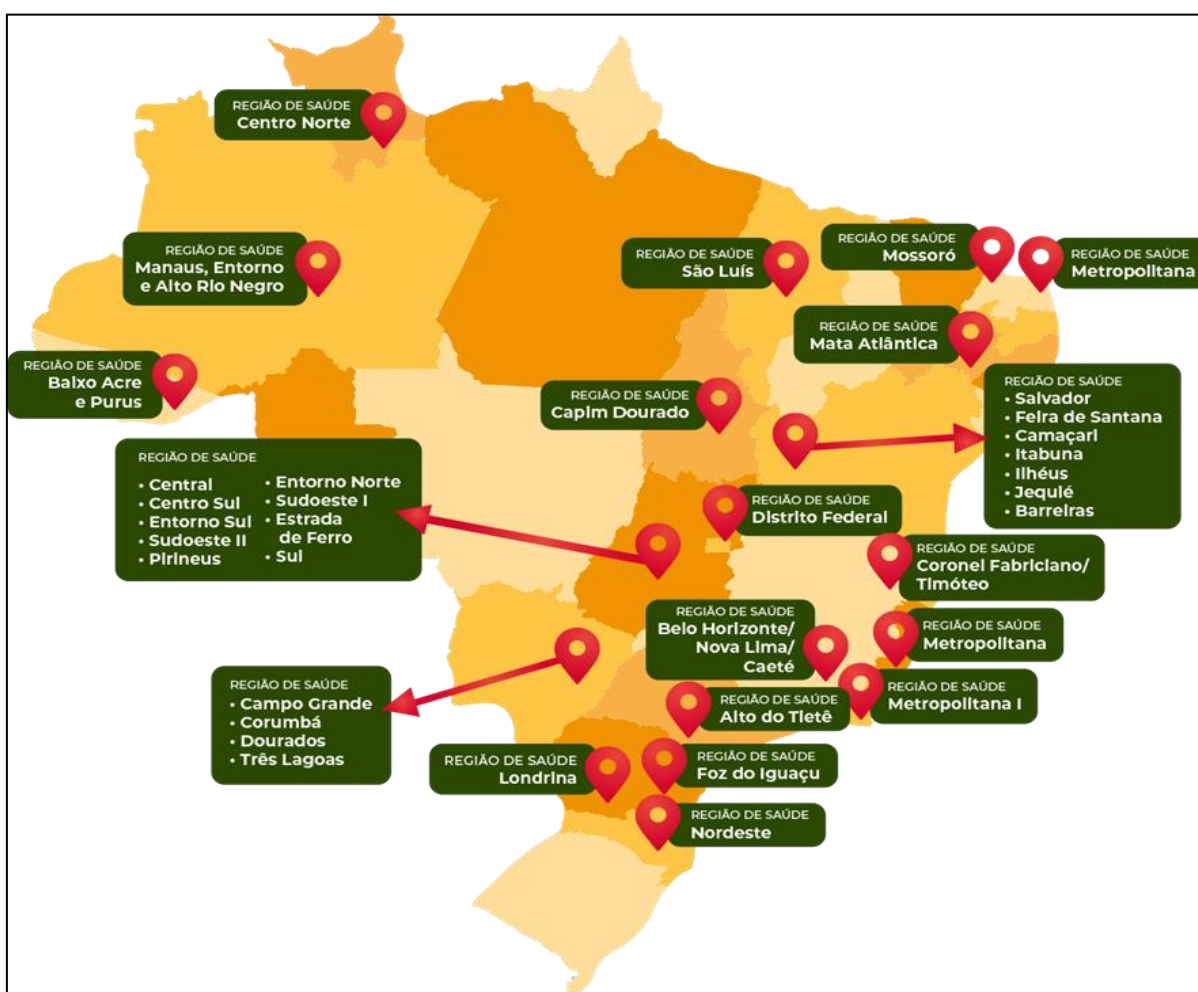 REGIÃO DE SAÚDE
Centro Norte
REGIÃO DE SAÚDE
Manaus, Entorno
e Alto Rio Negro
REGIÃO DE SAÚDE
São Luís
REGIÃO DE SAÚDE
Mossoró
REGIÃO DE SAÚDE
Metropolitana
REGIÃO DE SAÚDE
Mata Atlântica
REGIÃO DE SAÚDE
Baixo Acre
e Purus
REGIÃO DE SAÚDE
Capim Dourado
REGIÃO DE SAÚDE
• Salvador
• Feira de Santana
• Camaçari
• Itabuna
• Ilhéus
• Jequié
• Barreiras
REGIÃO DE SAÚDE
• Central
• Centro Sul
• Entorno Sul
• Sudoeste II
• Pirineus
• Entorno Norte
• Sudoeste I
• Estrada
de Ferro
• Sul
REGIÃO DE SAÚDE
Distrito Federal
REGIÃO DE SAÚDE
Coronel Fabriciano/
Timóteo
REGIÃO DE SAÚDE
Belo Horizonte/
Nova Lima/
Caeté
REGIÃO DE SAÚDE
Metropolitana
REGIÃO DE SAÚDE
Metropolitana I
REGIÃO DE SAÚDE
• Campo Grande
• Corumbá
• Dourados
• Três Lagoas
REGIÃO DE SAÚDE
Alto do Tietê
REGIÃO DE SAÚDE
Londrina
REGIÃO DE SAÚDE
Foz do Iguaçu
REGIÃO DE SAÚDE
Nordeste